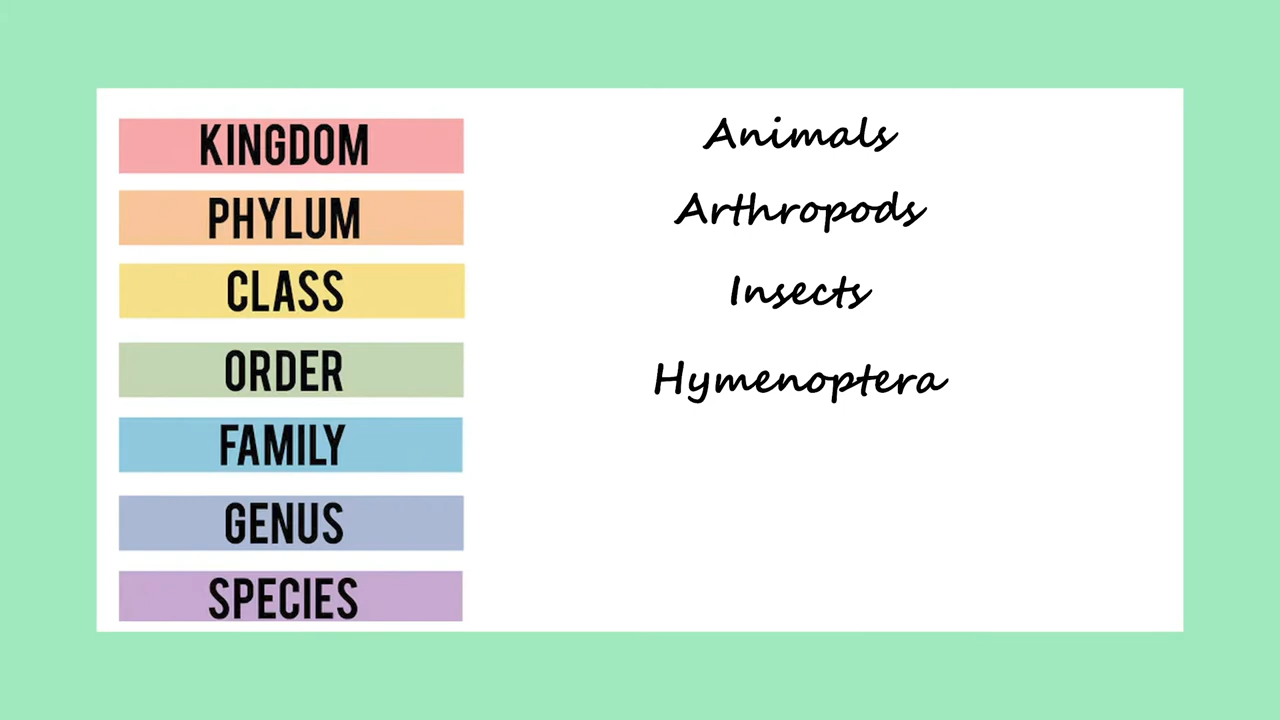 KINGDOM Animals
PHYLUM Arthropods
CLASS Insects
ORDER Hymenoptera
FAMILY
GENUS
SPECIES